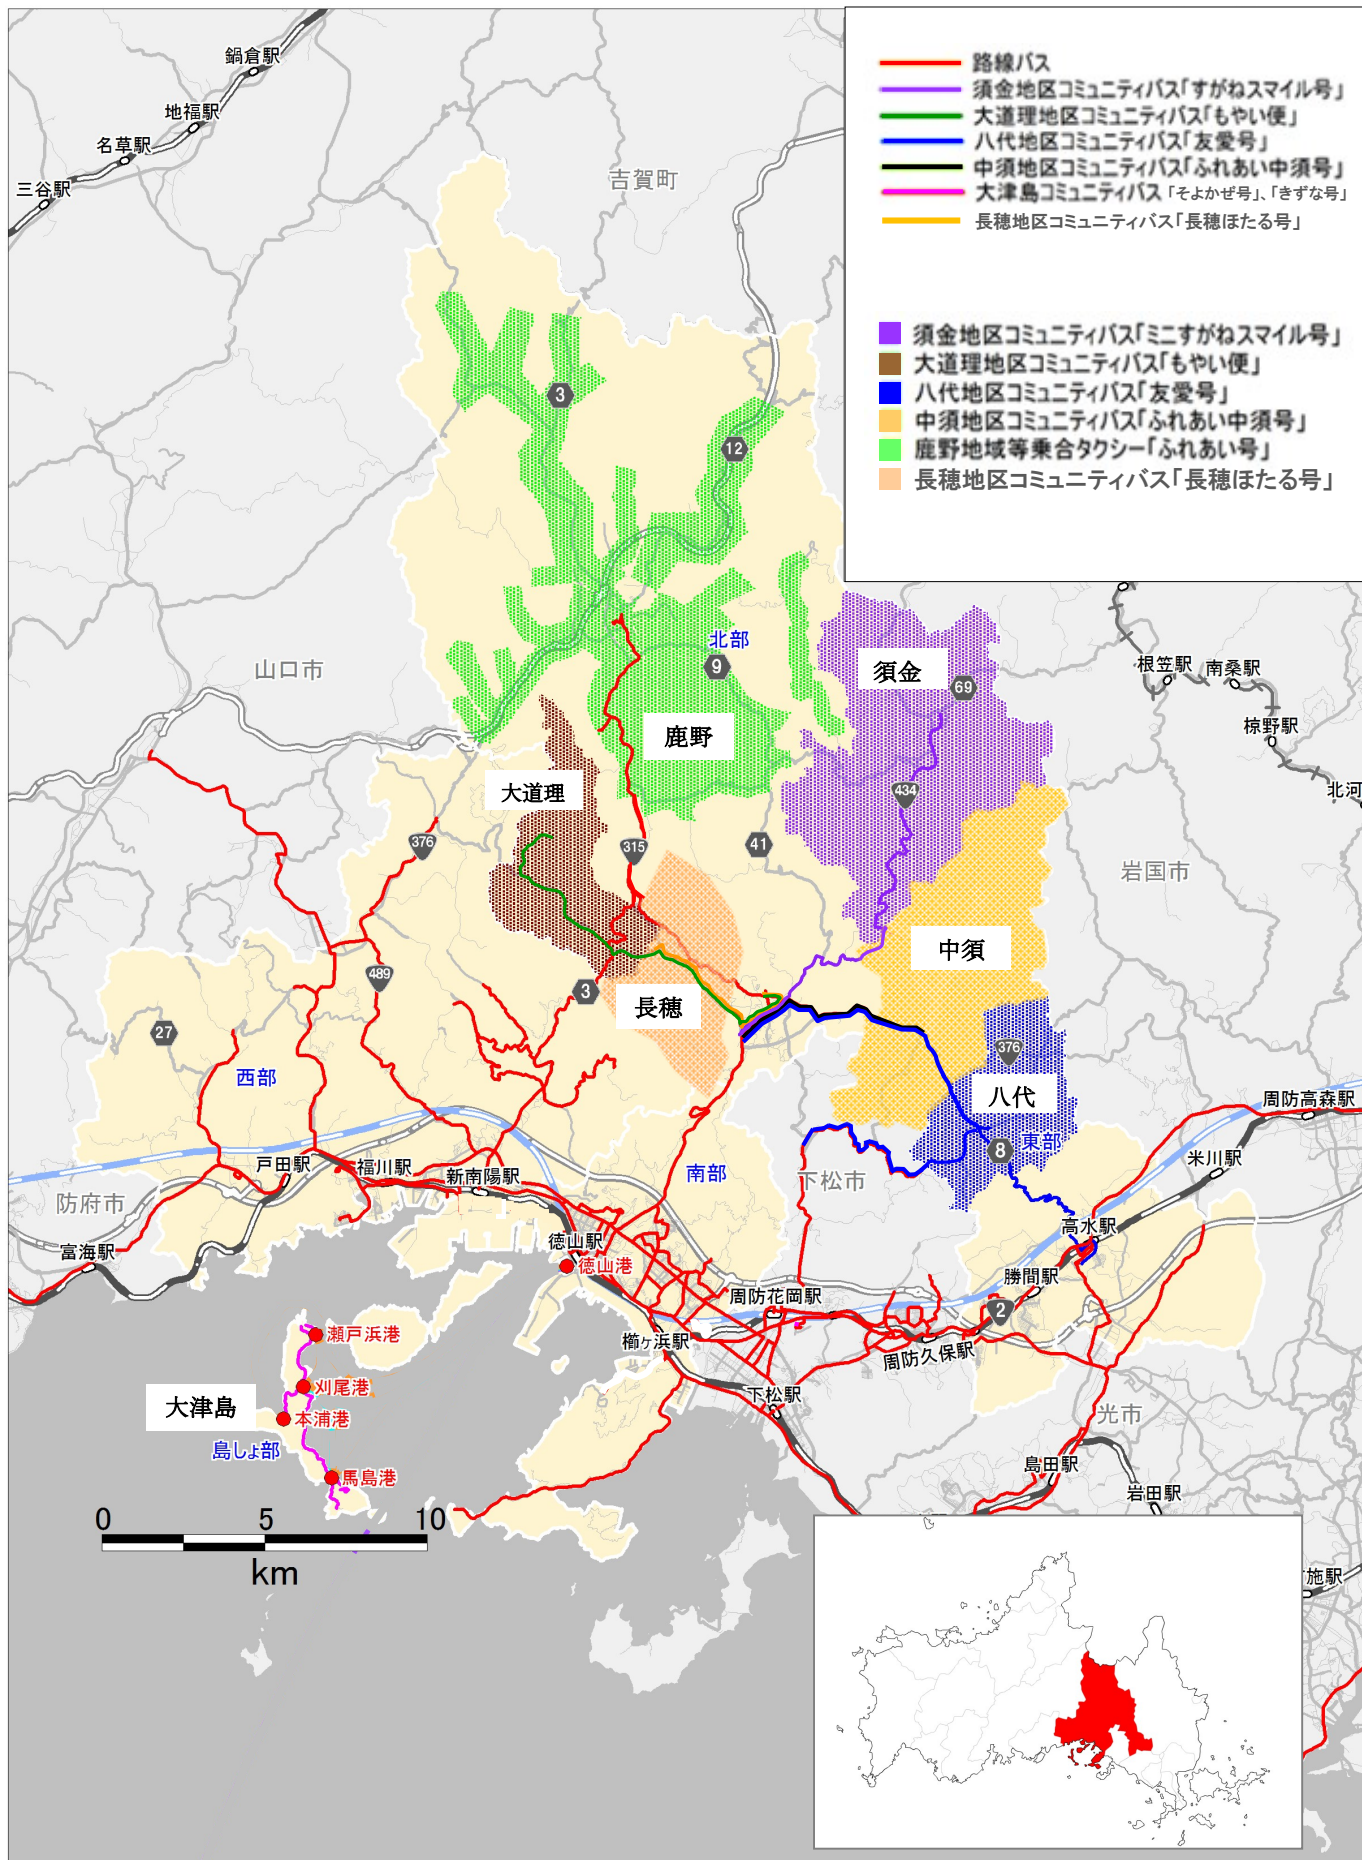 路線バス
須金地区コミュニティバス「すがねスマイル号」
大道理地区コミュニティバス「もやい便」
八代地区コミュニティバス「友愛号」
中須地区コミュニティバス「ふれあい中須号」
大津島コミュニティバス「そよかぜ号」、「きずな号」
長穂地区コミュニティバス「長穂ほたる号」
須金地区コミュニティバス「ミニすがねスマイル号」
大道理地区コミュニティバス「もやい便」
八代地区コミュニティバス「友愛号」
中須地区コミュニティバス「ふれあい中須号」
鹿野地域等乗合タクシー「ふれあい号」
長穂地区コミュニティバス「長穂ほたる号」
鍋倉駅
地福駅
名草駅
三谷駅
吉賀町
3
12
北部
9
須金
69
根笠駅
南桑駅
椋野駅
北河
山口市
鹿野
大道理
434
376
315
41
岩国市
中須
489
3
長穂
27
376
西部
八代
周防高森駅
東部
8
米川駅
戸田駅
福川駅
新南陽駅
南部
下松市
防府市
高水駅
富海駅
徳山駅
徳山港
勝間駅
周防花岡駅
2
瀬戸浜港
櫛ヶ浜駅
周防久保駅
刈尾港
下松駅
大津島
本浦港
光市
島しょ部
馬島港
島田駅
岩田駅
0 5 10
km
施駅